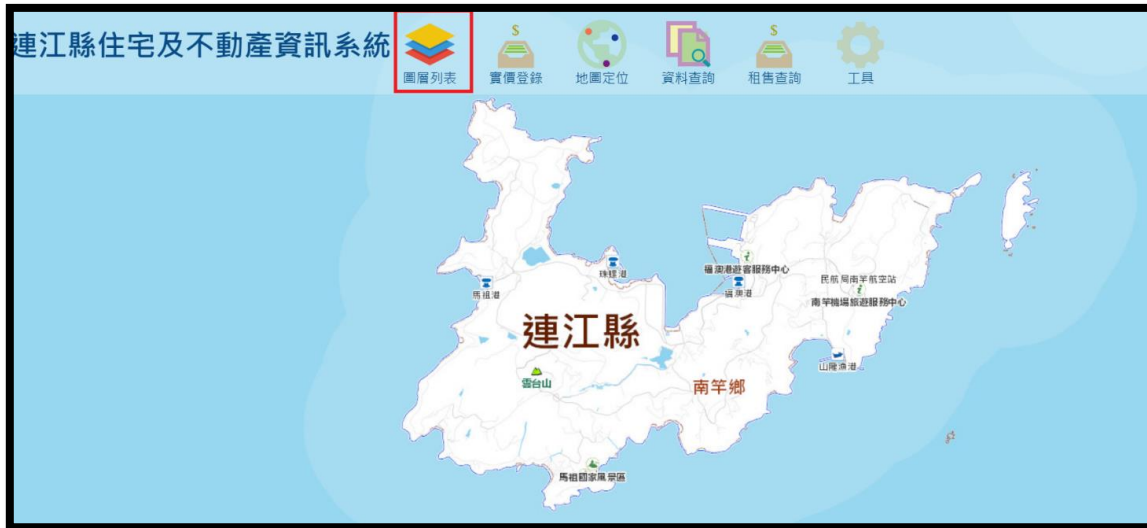 連江縣住宅及不動產資訊系統
圖層列表
實價登錄
地圖定位
資料查詢
租售查詢
工具
珠螺港
馬祖港
福澳港遊客服務中心
福澳港
民航局南竿航空站
南竿機場旅遊服務中心
連江縣
山隴漁港
雲台山
南竿鄉
馬祖國家風景區